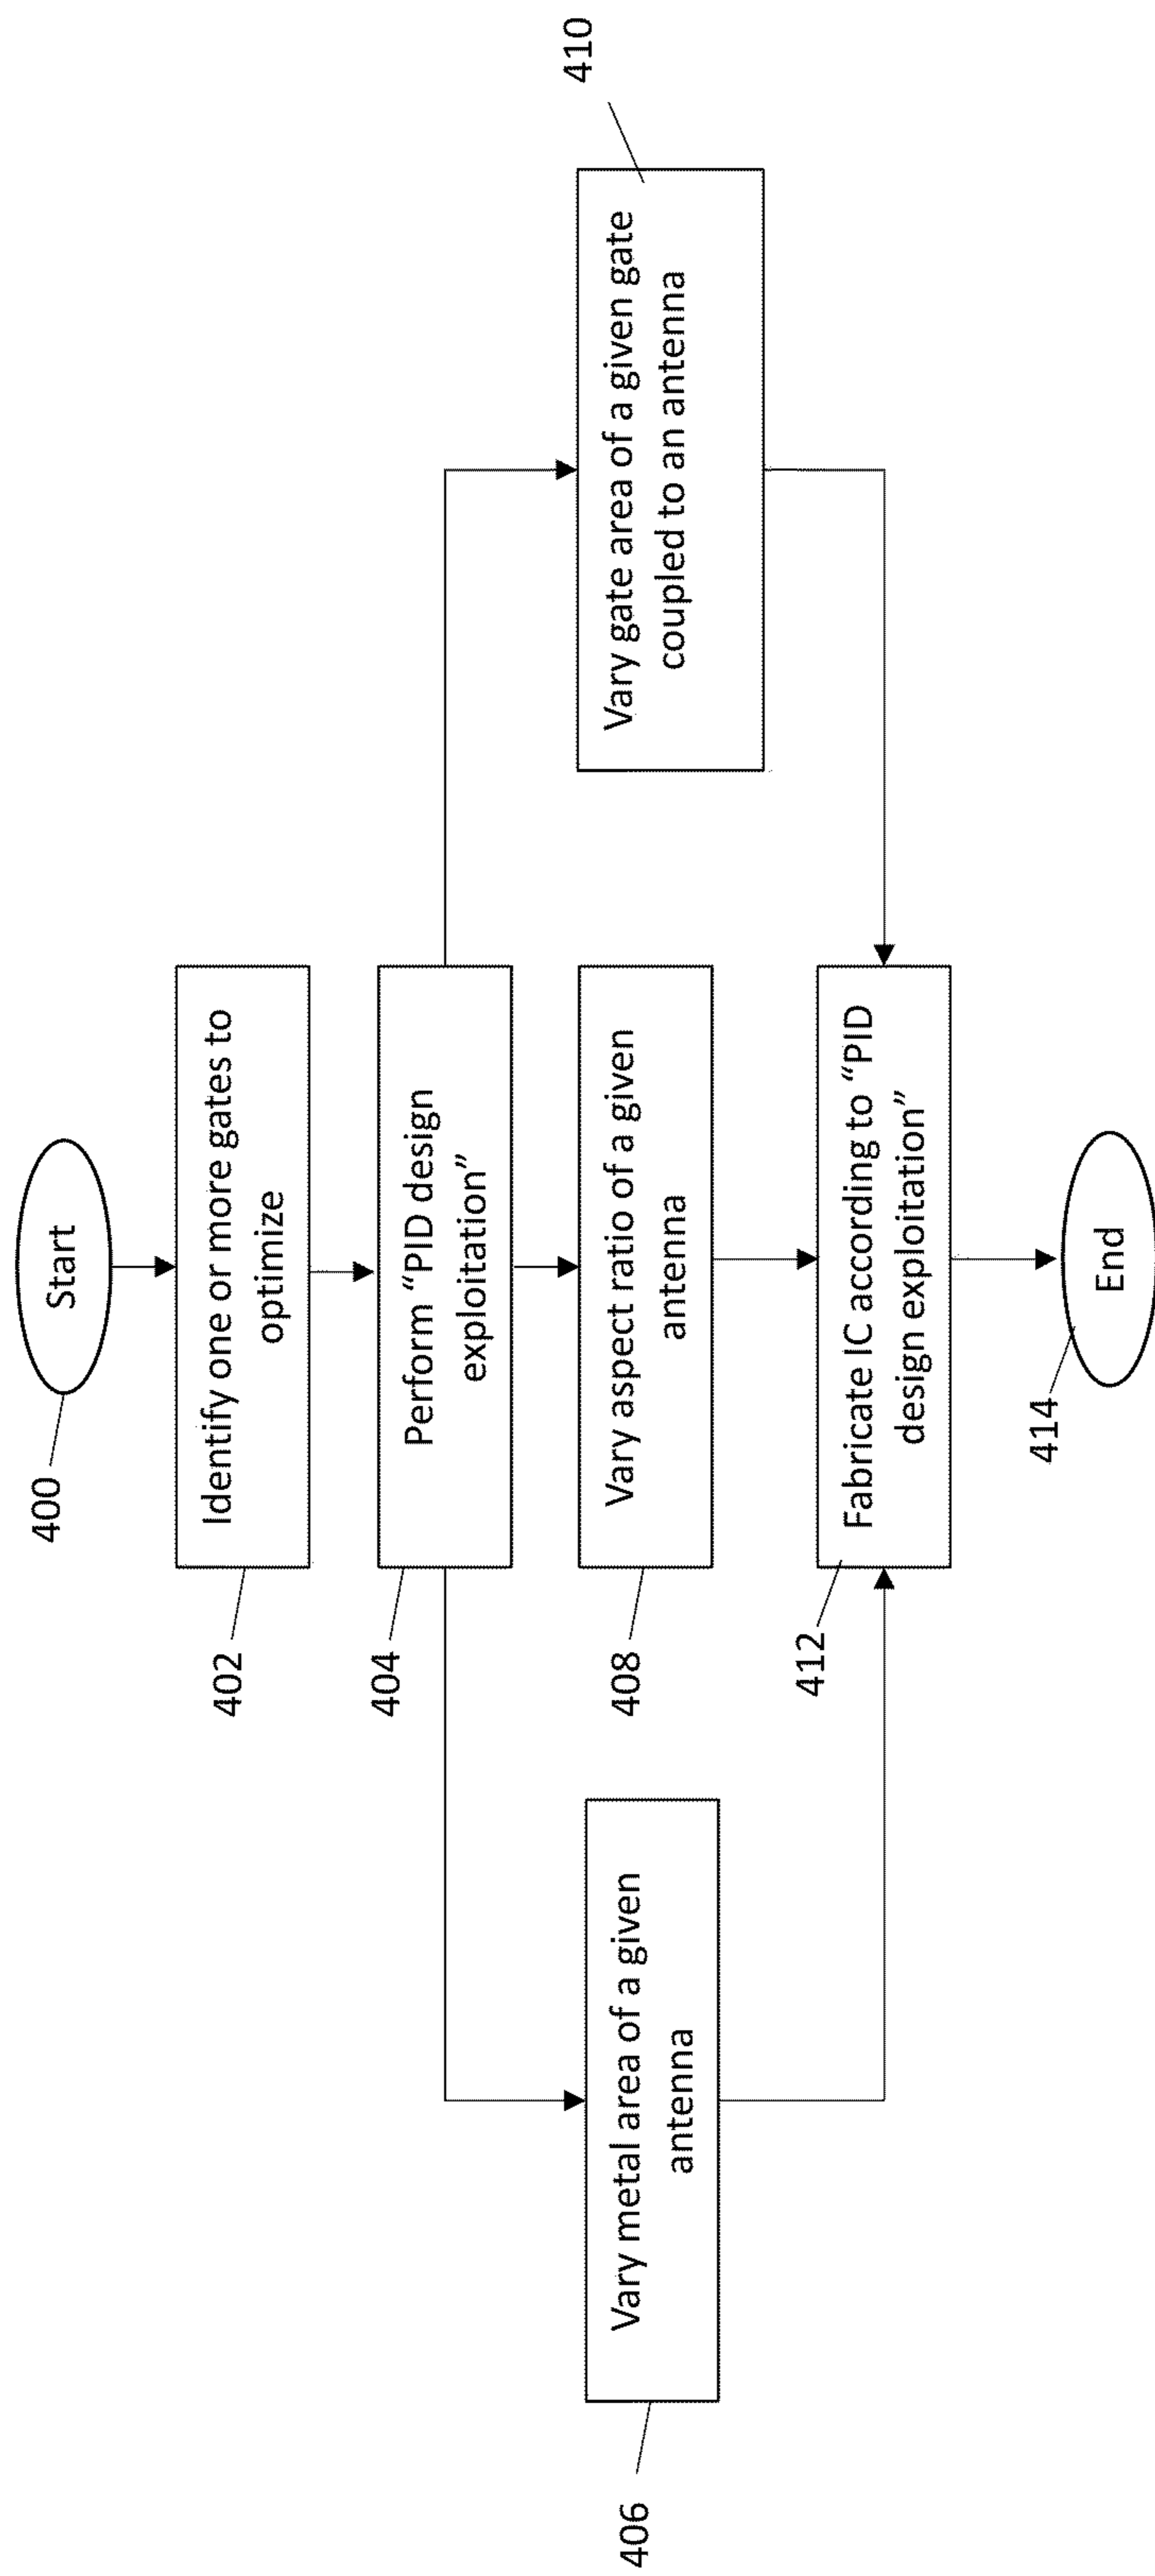 400
Start
402
Identify one or more gates to
optimize
404
Perform “PID design
exploitation”
406
Vary metal area of a given
antenna
408
Vary aspect ratio of a given
antenna
410
Vary gate area of a given gate
coupled to an antenna
412
Fabricate IC according to “PID
design exploitation”
414
End